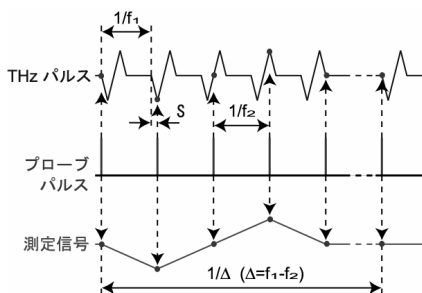 1/f₁
THz パルス
S
1/f₂
プローブ
パルス
測定信号
1/Δ (Δ=f₁-f₂)